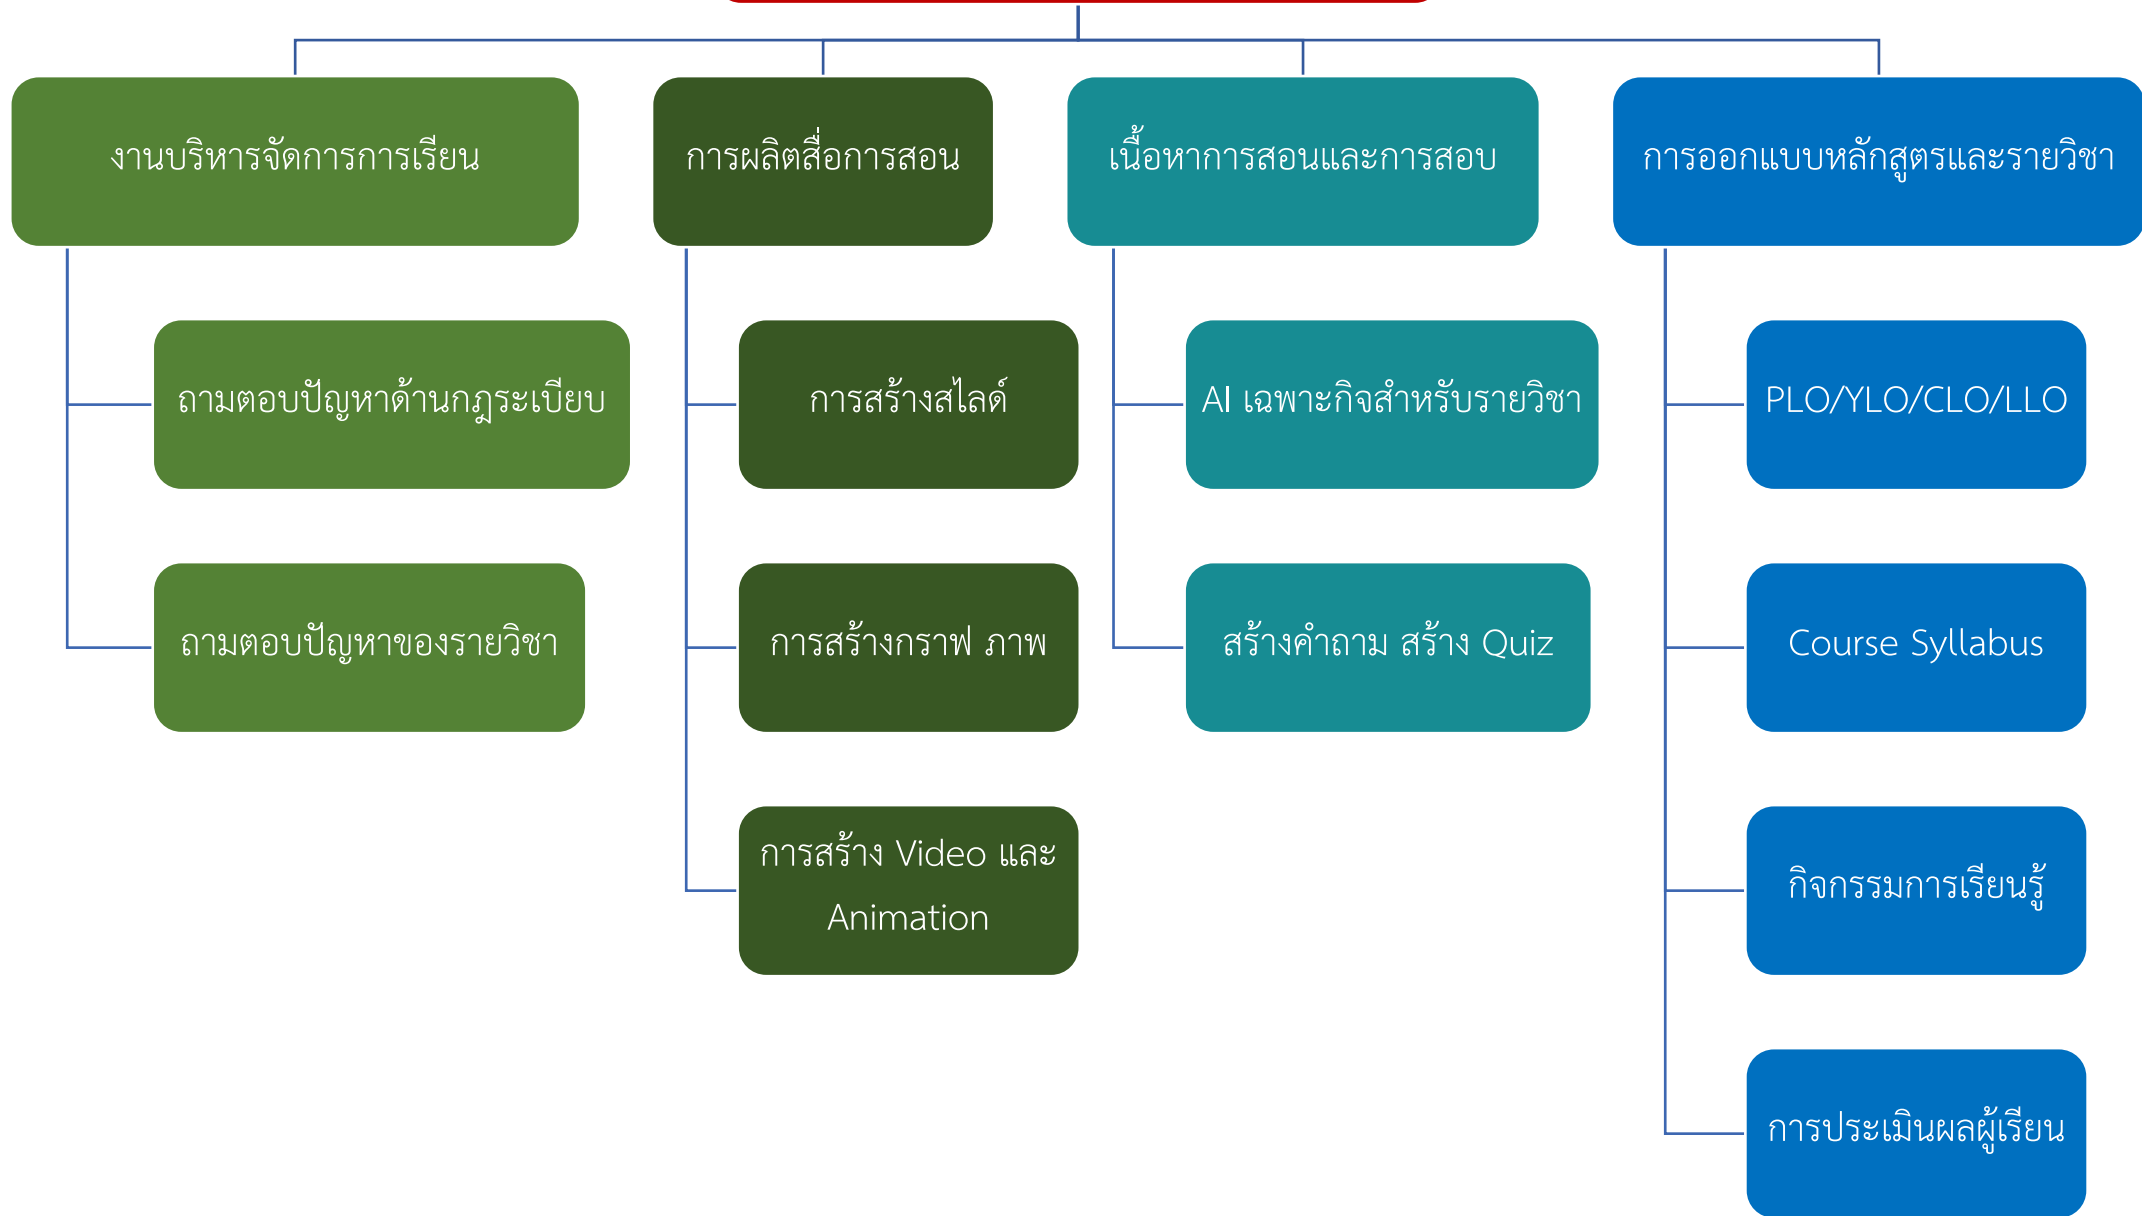 งานบริหารจัดการการเรียน
ถามตอบปัญหาด้านกฎระเบียบ
ถามตอบปัญหาของรายวิชา
การผลิตสื่อการสอน
การสร้างสไลด์
การสร้างกราฟ ภาพ
การสร้าง Video และ
Animation
เนื้อหาการสอนและการสอบ
AI เฉพาะกิจสำหรับรายวิชา
สร้างคำถาม สร้าง Quiz
การออกแบบหลักสูตรและรายวิชา
PLO/YLO/CLO/LLO
Course Syllabus
กิจกรรมการเรียนรู้
การประเมินผลผู้เรียน